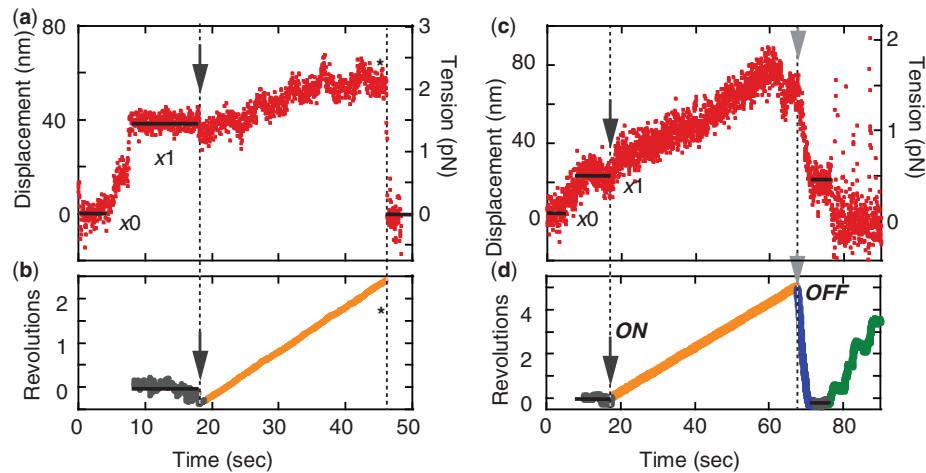 (a)
Displacement (nm)
80
40
0
x0
x1
*
3
2
1
0
Tension (pN)
(b)
Revolutions
2
1
0
*
0 10 20 30 40 50
Time (sec)
(c)
Displacement (nm)
80
60
40
20
0
x0
x1
2
1
0
Tension (pN)
(d)
Revolutions
4
2
0
ON
OFF
0 20 40 60 80
Time (sec)